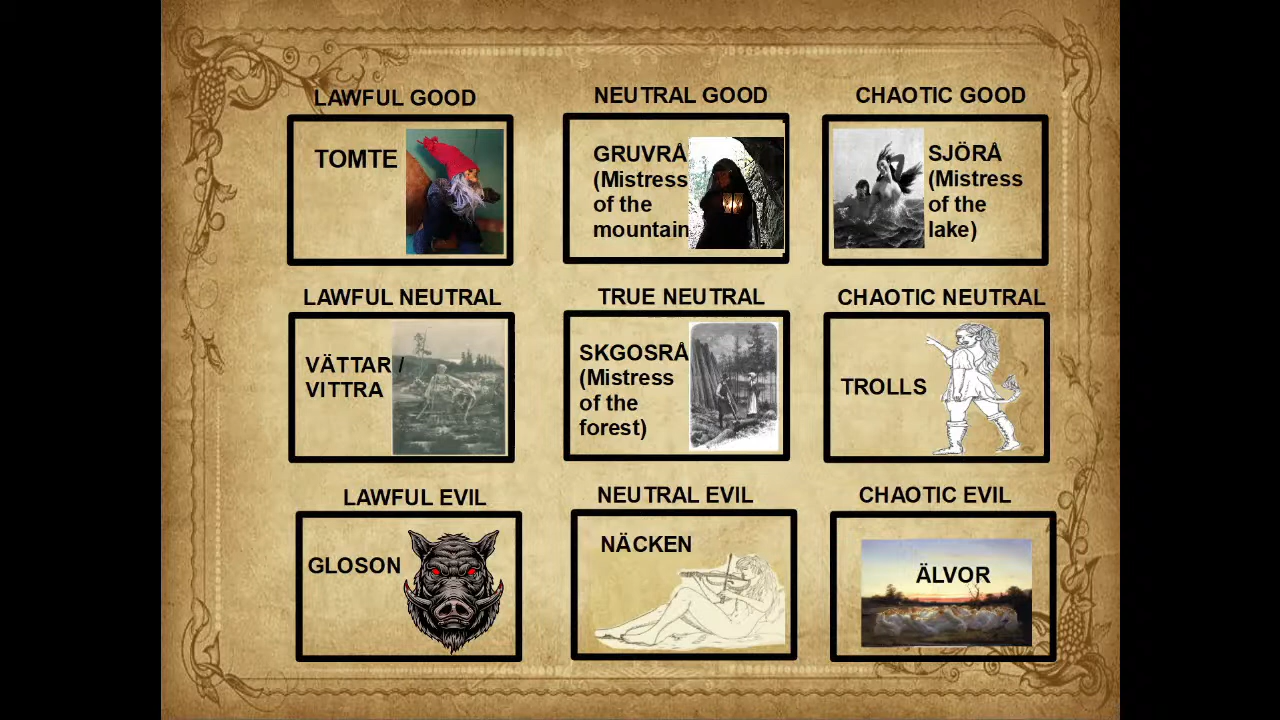 LAWFUL GOOD
NEUTRAL GOOD
CHAOTIC GOOD
TOMTE
GRUVRÅ
(Mistress
of the
mountain
SJÖRÅ
(Mistress
of the
lake)
LAWFUL NEUTRAL
TRUE NEUTRAL
CHAOTIC NEUTRAL
VÄTTAR /
VITTRA
SKGOSRÅ
(Mistress
of the
forest)
TROLLS
LAWFUL EVIL
NEUTRAL EVIL
CHAOTIC EVIL
GLOSON
NÄCKEN
ÄLVOR